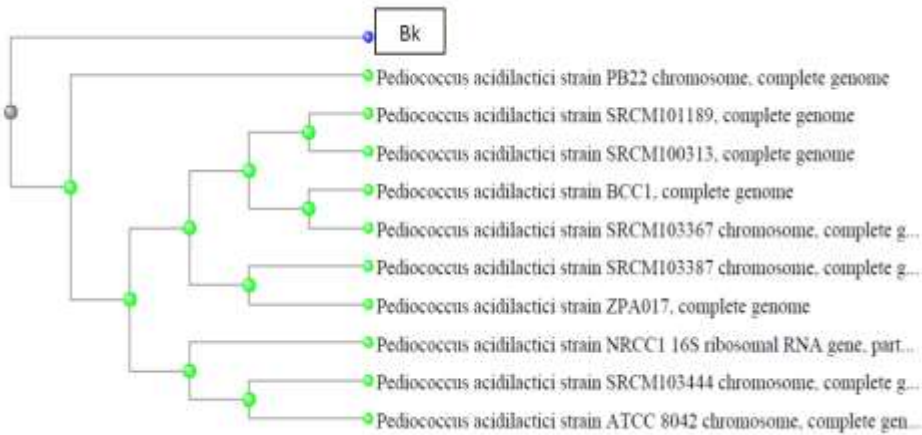 Bk
Pediococcus acidilactici strain PB22 chromosome, complete genome
Pediococcus acidilactici strain SRCM101189, complete genome
Pediococcus acidilactici strain SRCM100313, complete genome
Pediococcus acidilactici strain BCC1, complete genome
Pediococcus acidilactici strain SRCM103367 chromosome, complete g...
Pediococcus acidilactici strain SRCM103387 chromosome, complete g...
Pediococcus acidilactici strain ZPA017, complete genome
Pediococcus acidilactici strain NRCC1 16S ribosomal RNA gene, part...
Pediococcus acidilactici strain SRCM103444 chromosome, complete g...
Pediococcus acidilactici strain ATCC 8042 chromosome, complete gen...